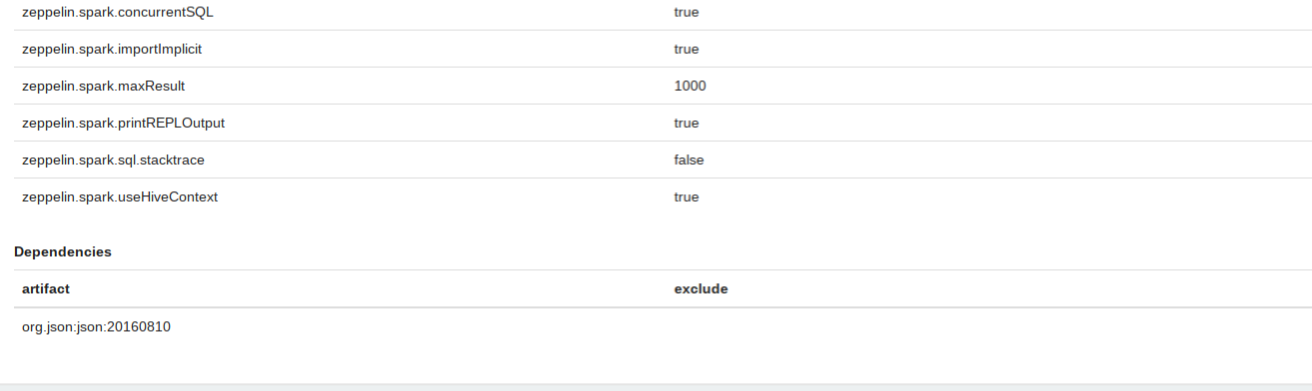 zeppelin.spark.concurrentSQL true
zeppelin.spark.importImplicit true
zeppelin.spark.maxResult 1000
zeppelin.spark.printREPLOutput true
zeppelin.spark.sql.stacktrace false
zeppelin.spark.useHiveContext true
Dependencies
artifact exclude
org.json:json:20160810